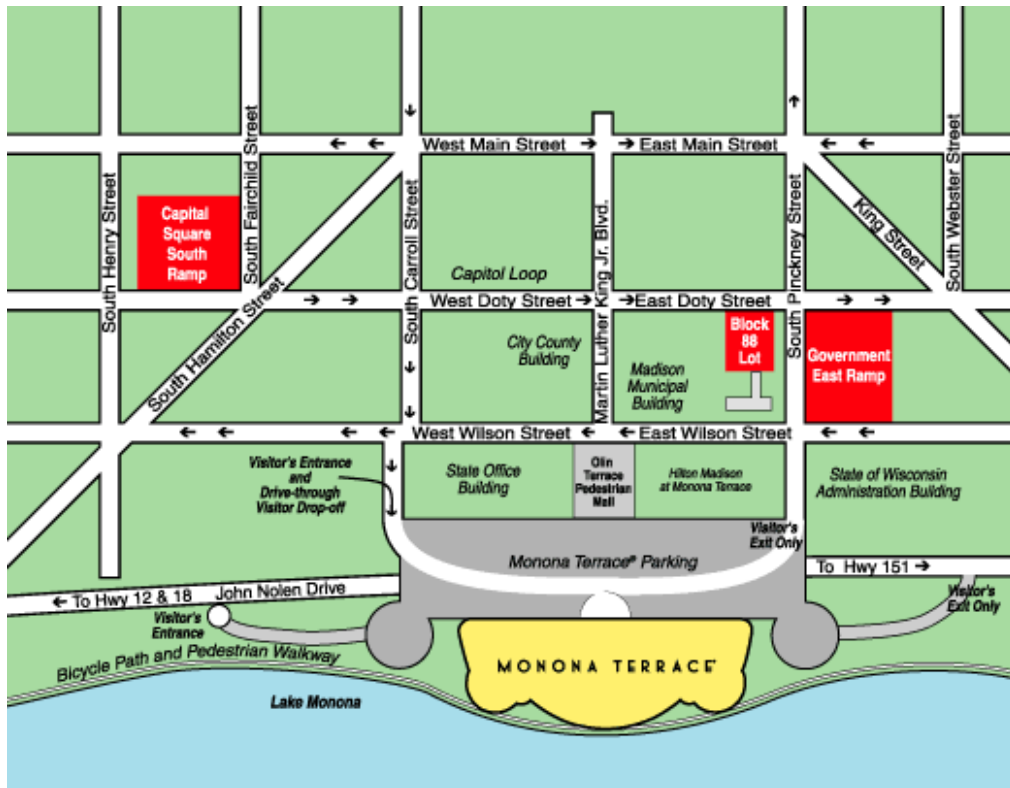 South Henry Street
South Fairchild Street
West Main Street
East Main Street
South Webster Street
Capital
Square
South
Ramp
South Carroll Street
Martin Luther King Jr. Blvd.
South Pinckney Street
King Street
Capitol Loop
South Hamilton Street
West Doty Street
East Doty Street
City County
Building
Madison
Municipal
Building
Block
88
Lot
Government
East Ramp
West Wilson Street
East Wilson Street
Visitor's Entrance
and
Drive-through
Visitor Drop-off
State Office
Building
Olin
Terrace
Pedestrian
Mall
Hilton Madison
at Monona Terrace
State of Wisconsin
Administration Building
Visitor's
Exit Only
Monona Terrace® Parking
To Hwy 151
To Hwy 12 & 18
John Nolen Drive
Visitor's
Entrance
Visitor's
Exit Only
Bicycle Path and Pedestrian Walkway
MONONA TERRACE
Lake Monona